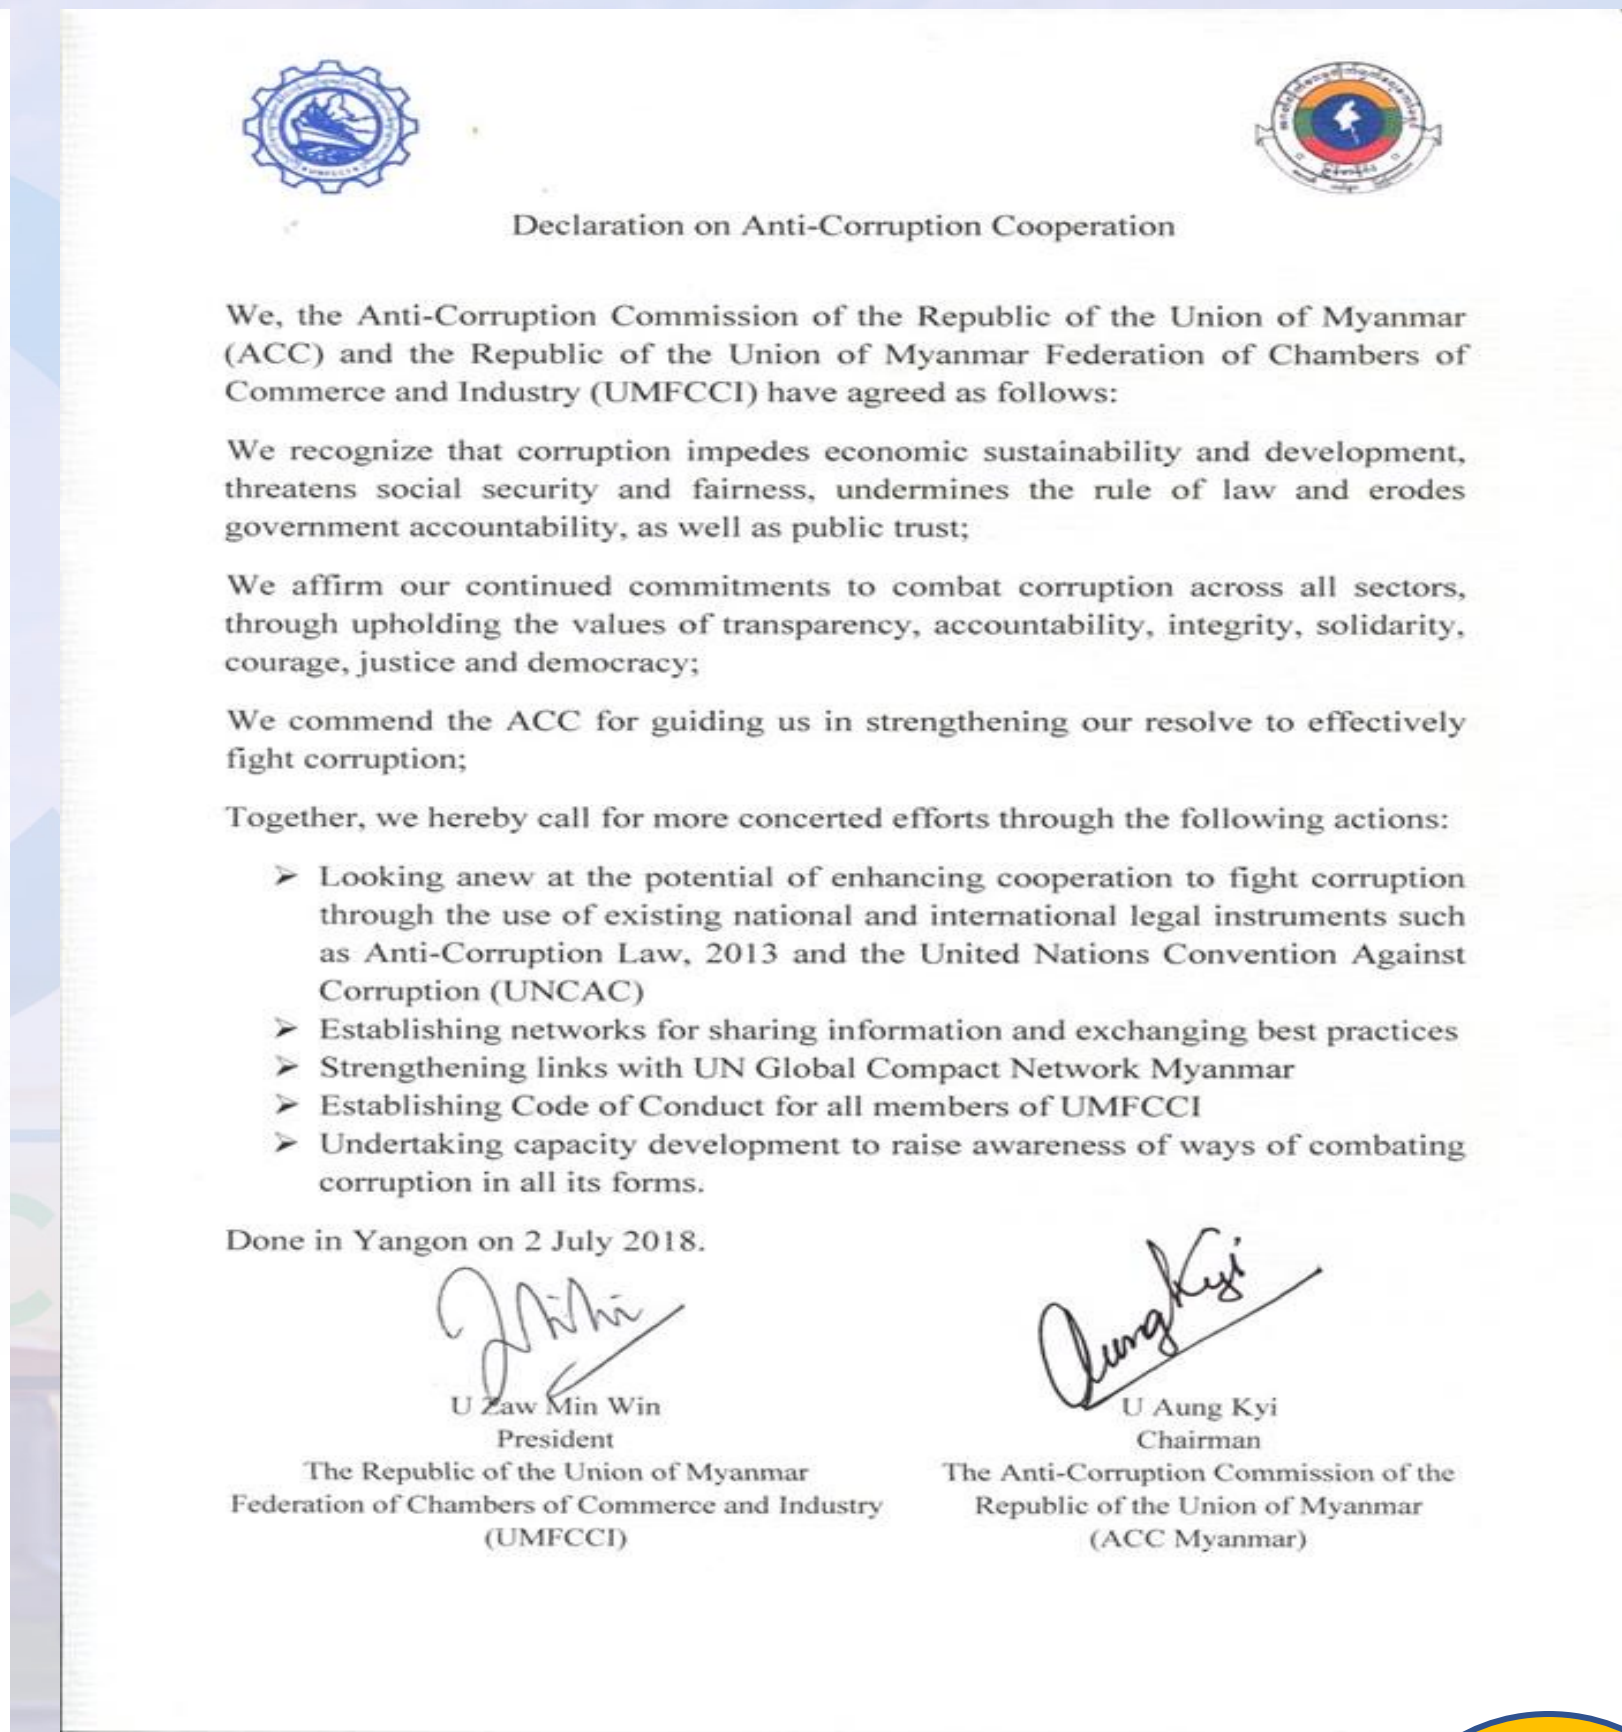 Declaration on Anti-Corruption Cooperation
We, the Anti-Corruption Commission of the Republic of the Union of Myanmar
(ACC) and the Republic of the Union of Myanmar Federation of Chambers of
Commerce and Industry (UMFCCI) have agreed as follows:
We recognize that corruption impedes economic sustainability and development,
threatens social security and fairness, undermines the rule of law and erodes
government accountability, as well as public trust;
We affirm our continued commitments to combat corruption across all sectors,
through upholding the values of transparency, accountability, integrity, solidarity,
courage, justice and democracy;
We commend the ACC for guiding us in strengthening our resolve to effectively
fight corruption;
Together, we hereby call for more concerted efforts through the following actions:
➢ Looking anew at the potential of enhancing cooperation to fight corruption
through the use of existing national and international legal instruments such
as Anti-Corruption Law, 2013 and the United Nations Convention Against
Corruption (UNCAC)
➢ Establishing networks for sharing information and exchanging best practices
➢ Strengthening links with UN Global Compact Network Myanmar
➢ Establishing Code of Conduct for all members of UMFCCI
➢ Undertaking capacity development to raise awareness of ways of combating
corruption in all its forms.
Done in Yangon on 2 July 2018.
Aung Kyi
U Zaw Min Win
President
The Republic of the Union of Myanmar
Federation of Chambers of Commerce and Industry
(UMFCCI)
U Aung Kyi
Chairman
The Anti-Corruption Commission of the
Republic of the Union of Myanmar
(ACC Myanmar)